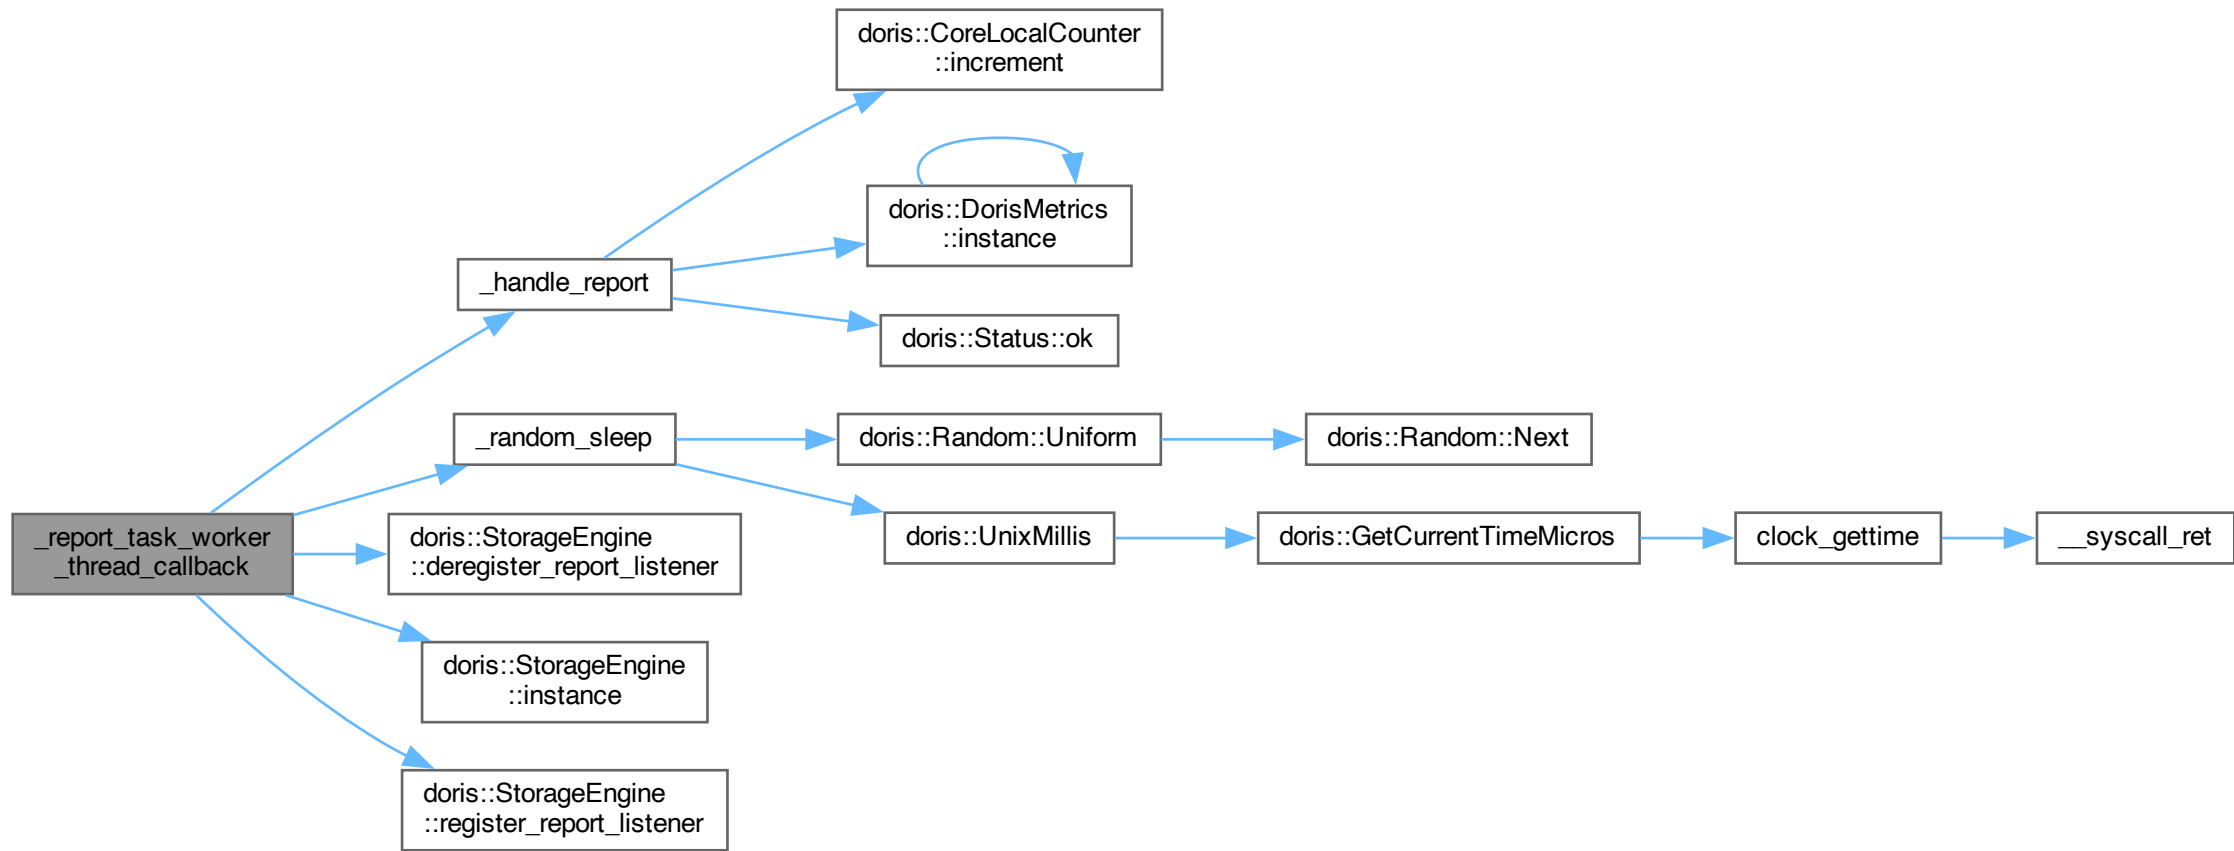 doris::CoreLocalCounter
::increment
doris::DorisMetrics
::instance
_handle_report
doris::Status::ok
_random_sleep
doris::Random::Uniform
doris::Random::Next
_report_task_worker
_thread_callback
doris::StorageEngine
::deregister_report_listener
doris::UnixMillis
doris::GetCurrentTimeMicros
clock_gettime
__syscall_ret
doris::StorageEngine
::instance
doris::StorageEngine
::register_report_listener